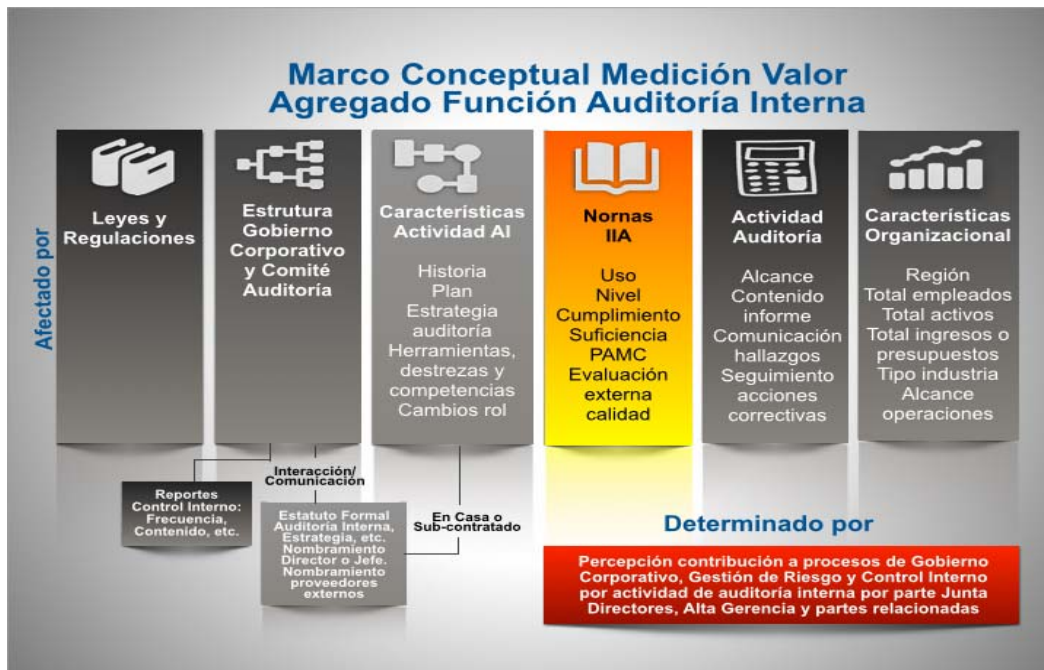 Marco Conceptual Medición Valor
Agregado Función Auditoría Interna
Afectado por
Leyes y
Regulaciones
Estrutura
Gobierno
Corporativo
y Comité
Auditoría
Características
Actividad AI
Historia
Plan
Estrategia
auditoría
Herramientas,
destrezas y
competencias
Cambios rol
Nornas
IIA
Uso
Nivel
Cumplimiento
Suficiencia
PAMC
Evaluación
externa
calidad
Actividad
Auditoría
Alcance
Contenido
informe
Comunicación
hallazgos
Seguimiento
acciones
correctivas
Características
Organizacional
Región
Total empleados
Total activos
Total ingresos o
presupuestos
Tipo industria
Alcance
operaciones
Reportes
Control Interno:
Frecuencia,
Contenido, etc.
Interacción/
Comunicación
Estatuto Formal
Auditoría Interna,
Estrategia, etc.
Nombramiento
Director o Jefe.
Nombramiento
proveedores
externos
En Casa o
Sub-contratado
Determinado por
Percepción contribución a procesos de Gobierno
Corporativo, Gestión de Riesgo y Control Interno
por actividad de auditoría interna por parte Junta
Directores, Alta Gerencia y partes relacionadas